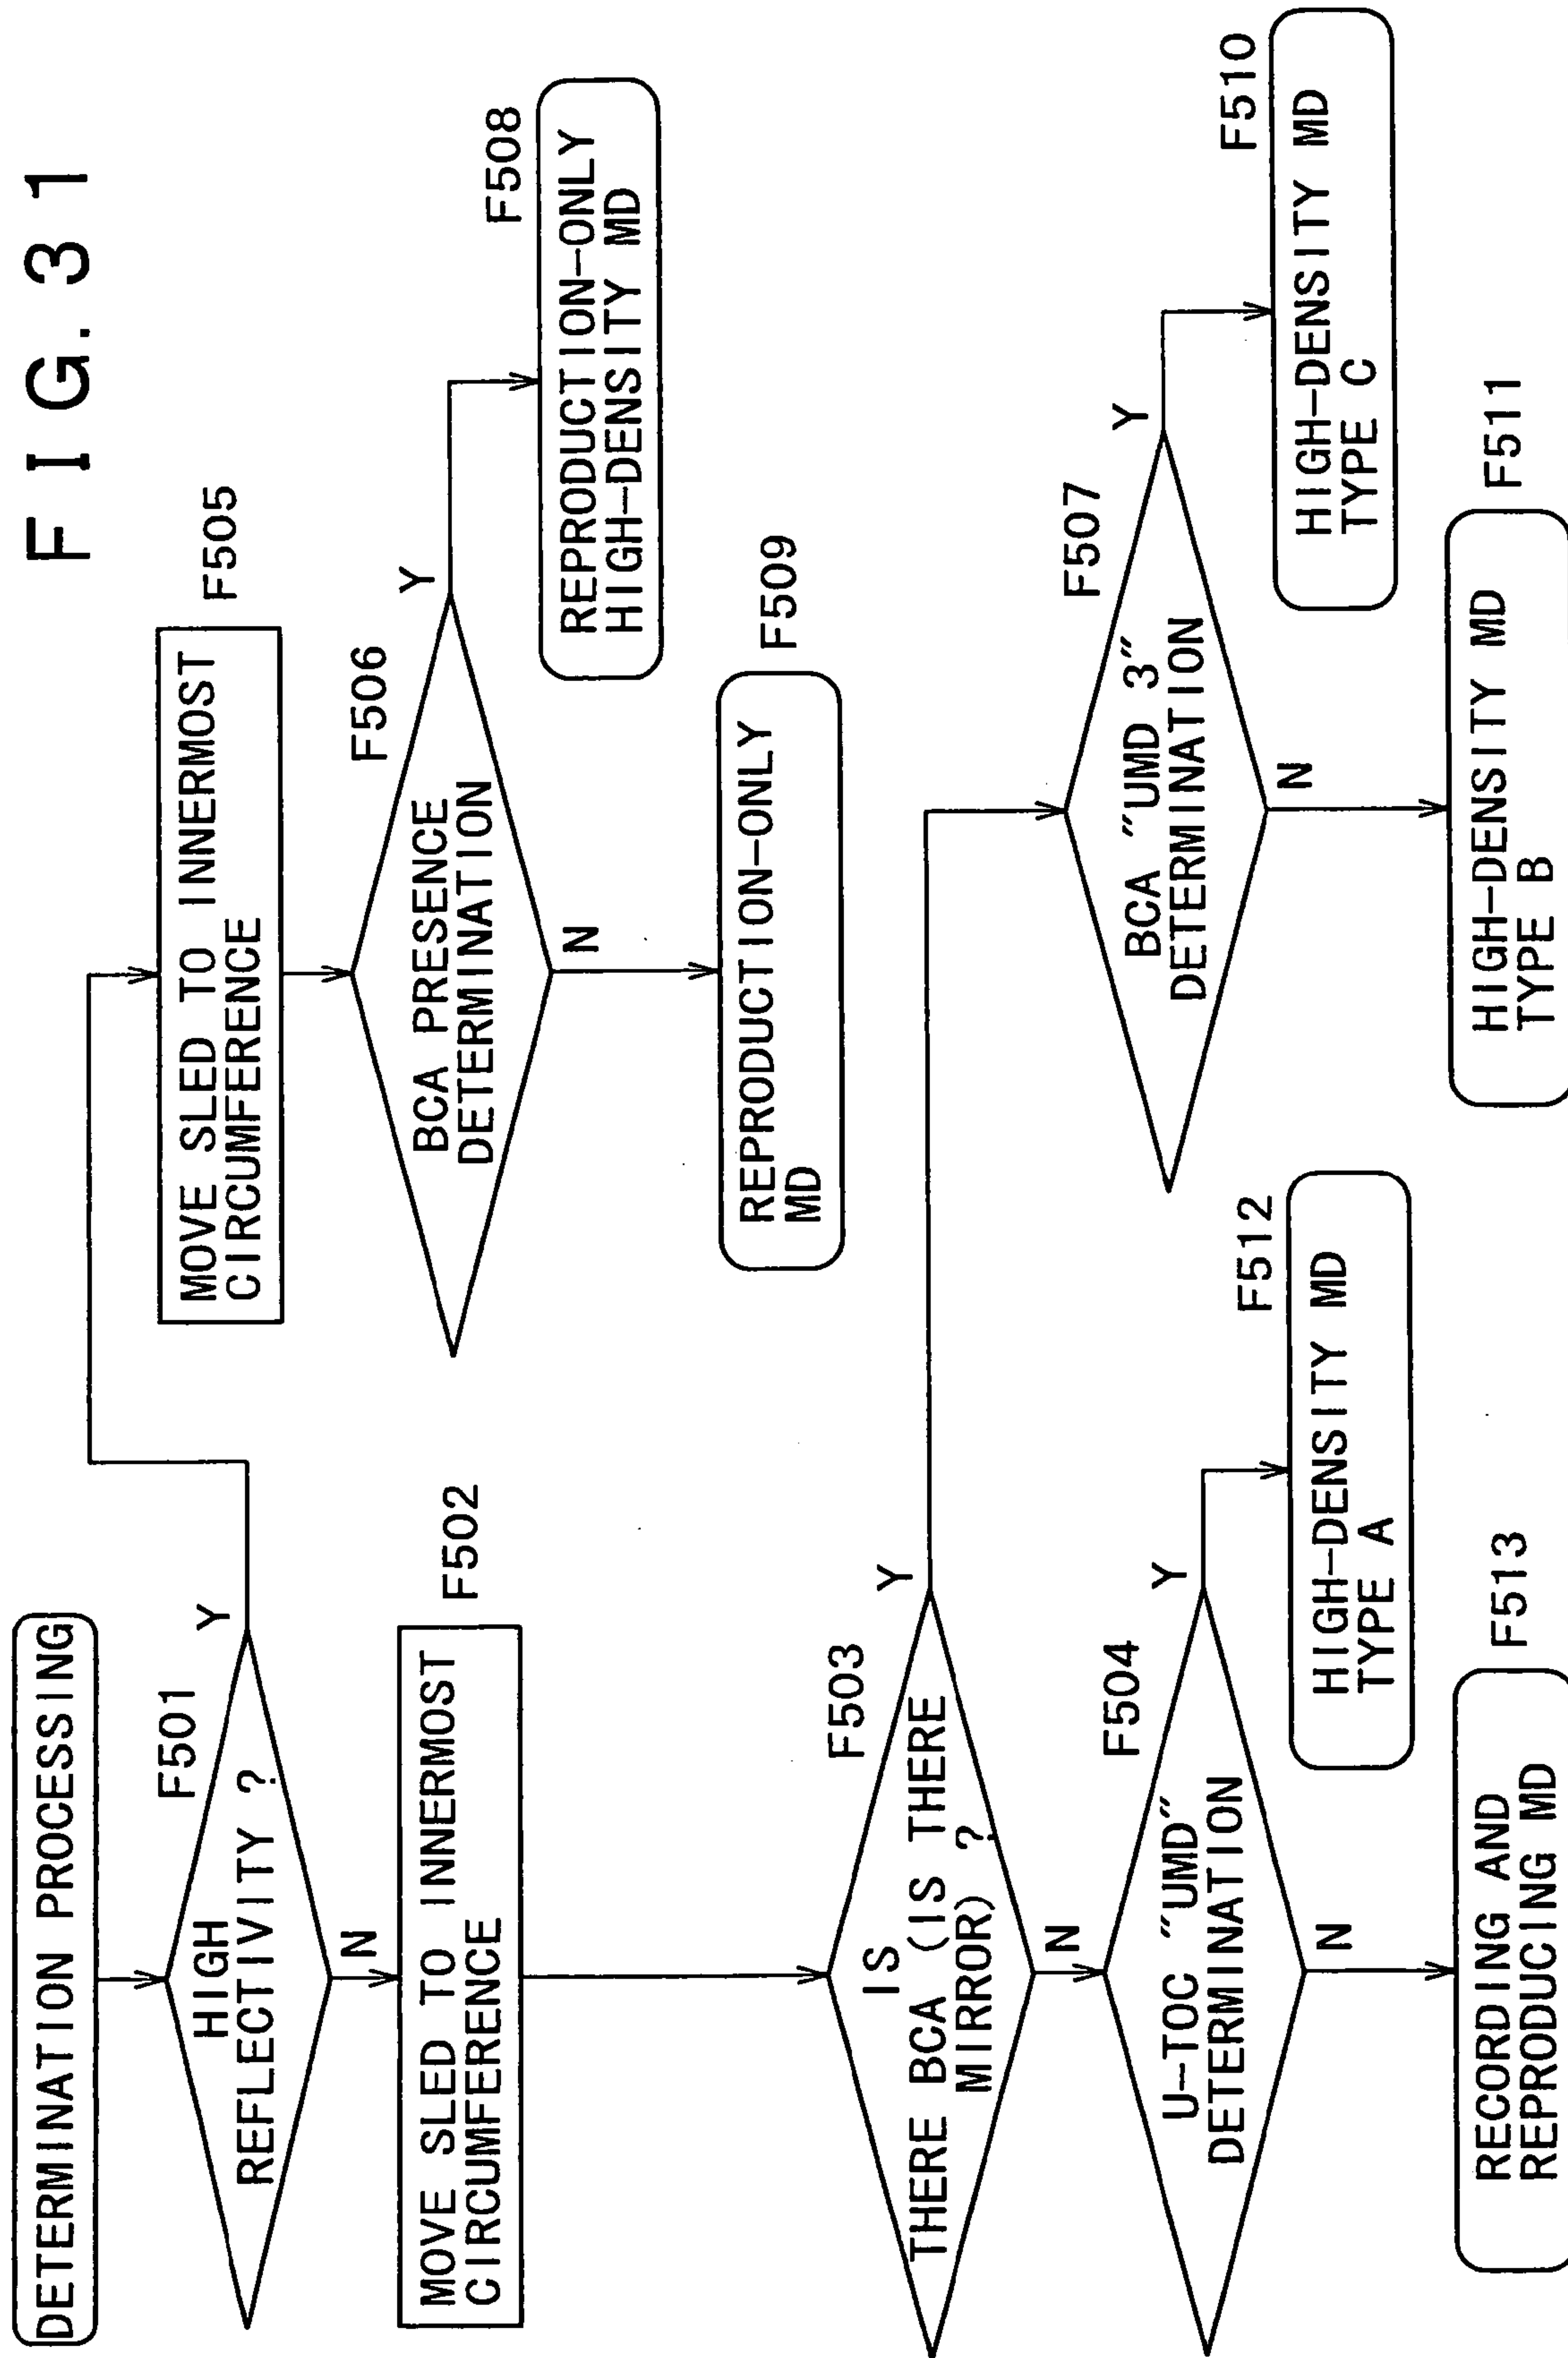 FIG. 31
DETERMINATION PROCESSING
F501
HIGH
REFLECTIVITY ?
Y
N
F502
MOVE SLED TO INNERMOST
CIRCUMFERENCE
F503
IS
THERE BCA (IS THERE
MIRROR) ?
Y
N
F504
U-TOC "UMD"
DETERMINATION
Y
N
F512
HIGH-DENSITY MD
TYPE A
F513
RECORDING AND
REPRODUCING MD
F505
MOVE SLED TO INNERMOST
CIRCUMFERENCE
F506
BCA PRESENCE
DETERMINATION
Y
N
F508
REPRODUCTION-ONLY
HIGH-DENSITY MD
F509
REPRODUCTION-ONLY
MD
F507
BCA "UMD 3"
DETERMINATION
Y
N
F510
HIGH-DENSITY MD
TYPE C
F511
HIGH-DENSITY MD
TYPE B